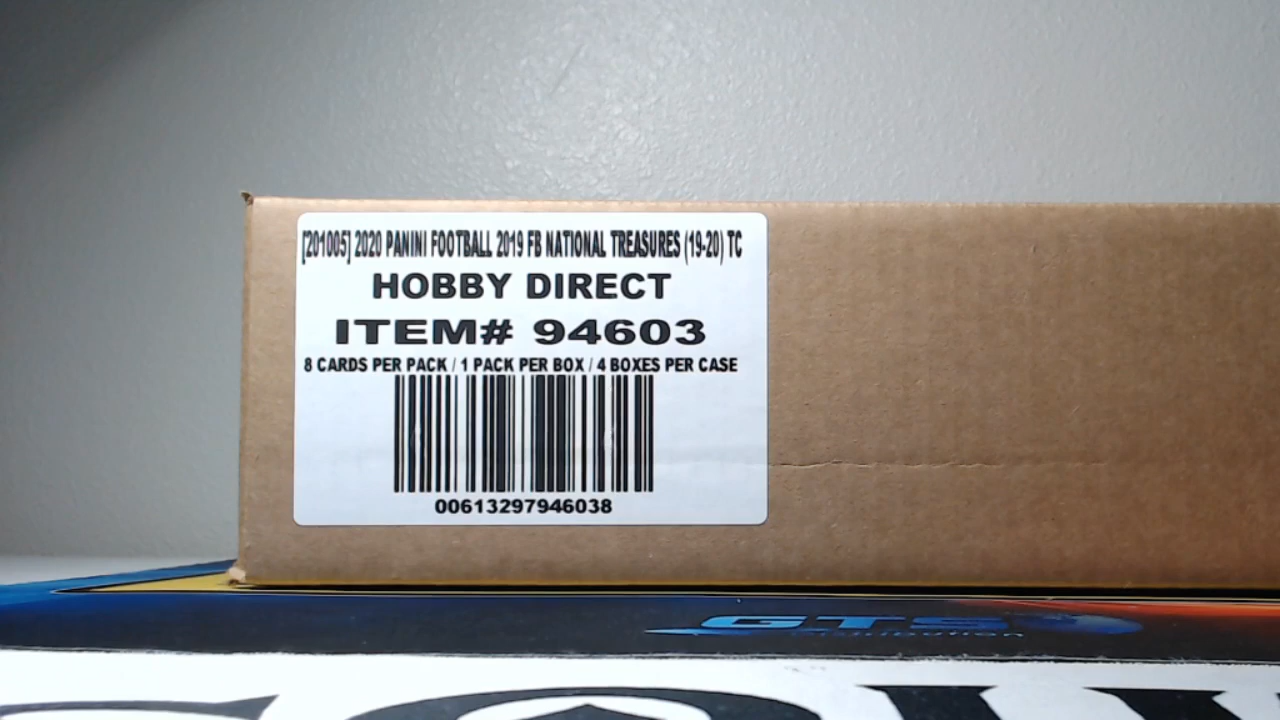 [201005] 2020 PANINI FOOTBALL 2019 FB NATIONAL TREASURES (19-20) TC
HOBBY DIRECT
ITEM# 94603
8 CARDS PER PACK / 1 PACK PER BOX / 4 BOXES PER CASE
00613297946038
GTS